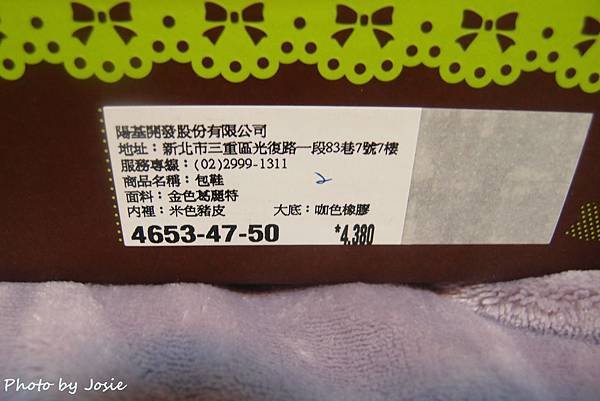 陽基開發股份有限公司
地址：新北市三重區光復路一段83巷7號7樓
服務專線：(02)2999-1311
商品名稱：包鞋
2
面料：金色葛麗特
內裡：米色豬皮 大底：咖色橡膠
4653-47-50 *4,380
Photo by Josie